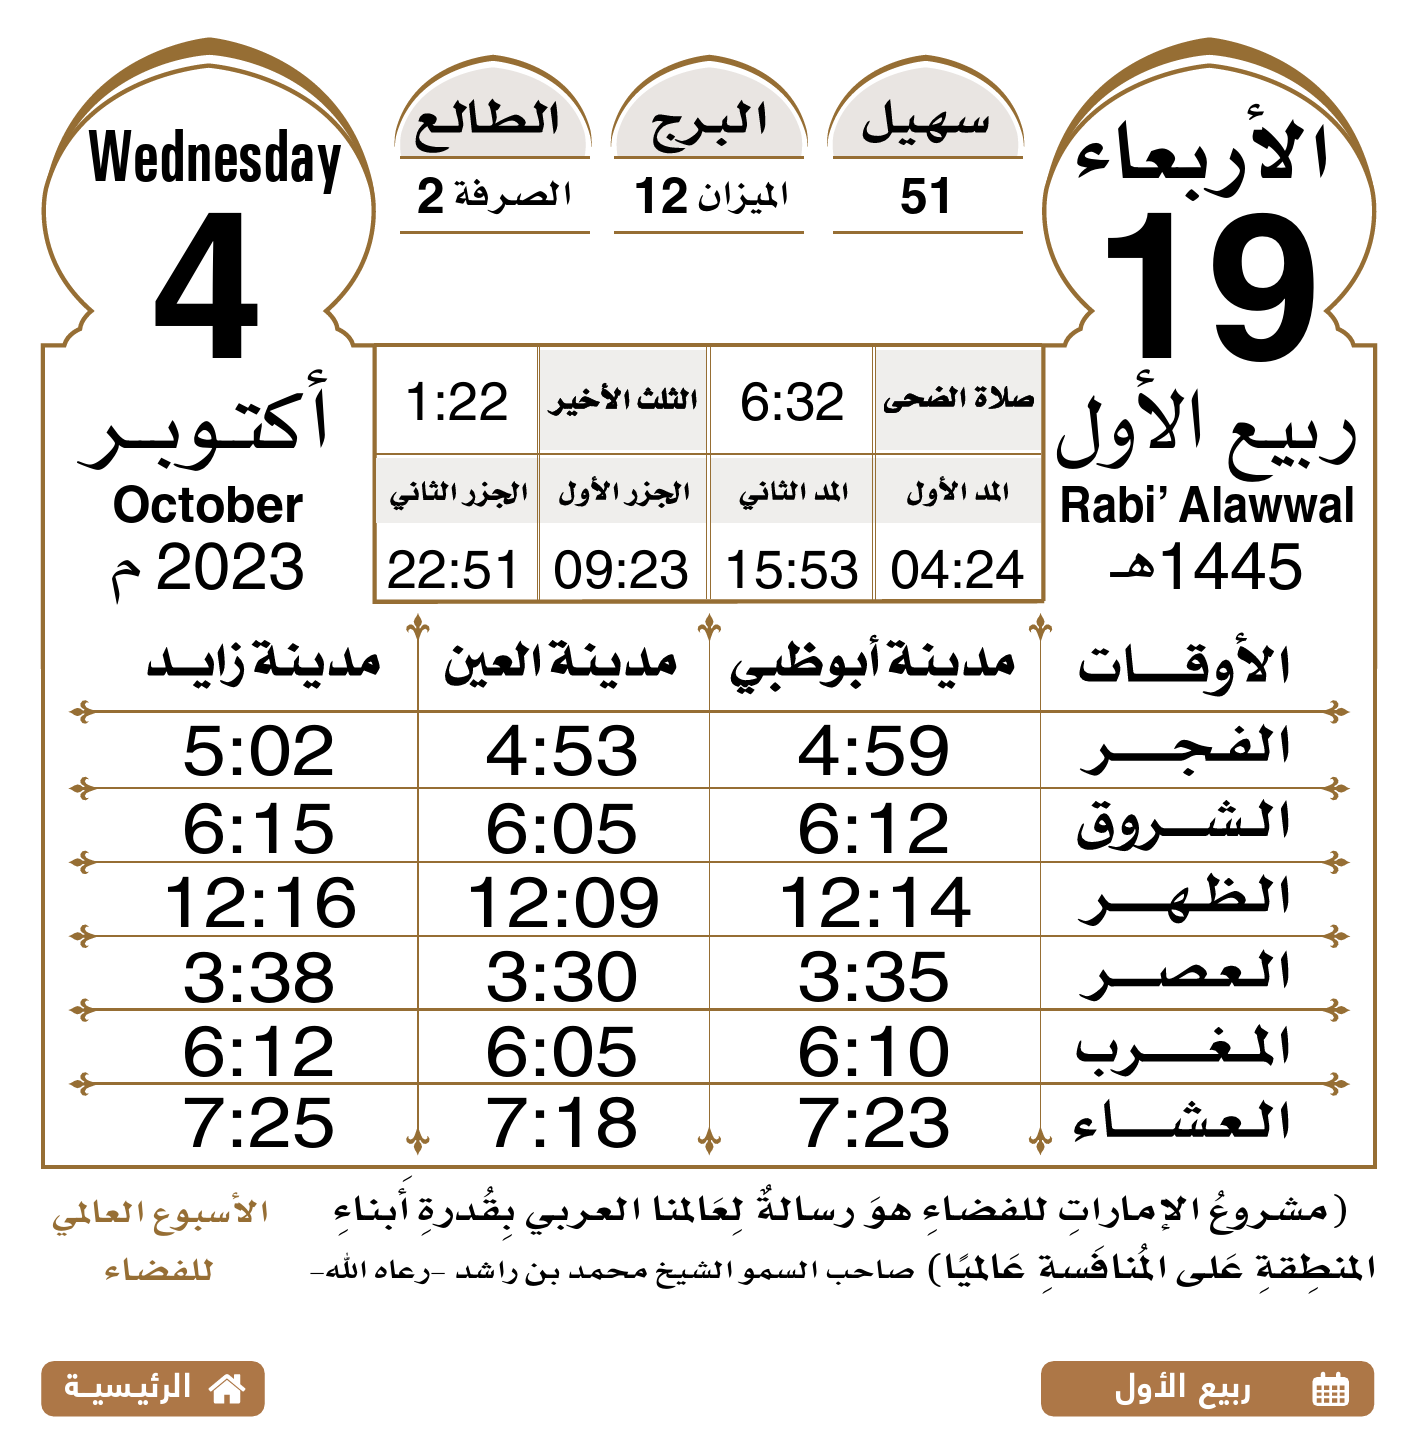 الأربعاء
19
ربيع الأول
Rabi’ Alawwal
1445هـ
سهيل
51
البرج
الميزان 12
الطالع
الصرفة 2
Wednesday
4
أكتوبر
October
2023 م
صلاة الضحى 6:32 الثلث الأخير 1:22
المد الأول المد الثاني الجزر الأول الجزر الثاني
04:24 15:53 09:23 22:51
الأوقات مدينة أبوظبي مدينة العين مدينة زايد
الفجر 4:59 4:53 5:02
الشروق 6:12 6:05 6:15
الظهر 12:14 12:09 12:16
العصر 3:35 3:30 3:38
المغرب 6:10 6:05 6:12
العشاء 7:23 7:18 7:25
(مشروعُ الإماراتِ للفضاءِ هوَ رسالةٌ لِعَالمنا العربي بِقُدرةِ أَبناءِ
المنطِقةِ عَلى المُنافَسةِ عَالميًا) صاحب السمو الشيخ محمد بن راشد -رعاه الله-
الأسبوع العالمي
للفضاء
ربيع الأول
الرئيسية